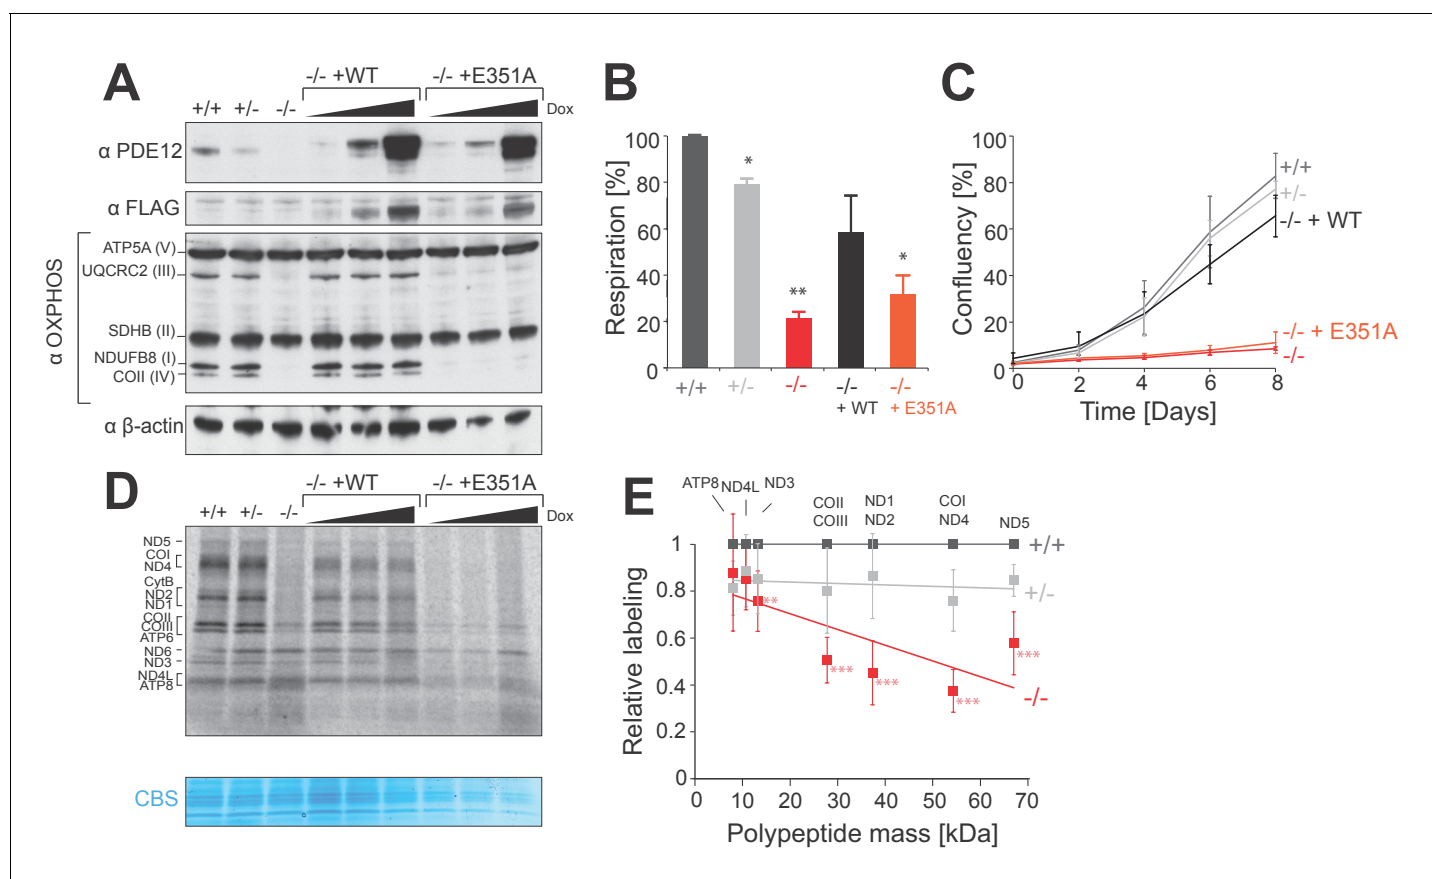 A
-/- +WT
-/- +E351A
+/+
+/-
-/-
Dox
α PDE12
α FLAG
α OXPHOS
ATP5A (V)
UQCRC2 (III)
SDHB (II)
NDUFB8 (I)
COII (IV)
α β-actin
B
Respiration [%]
100
80
60
40
20
0
*
**
*
+/+
+/-
-/-
-/-
+ WT
-/-
+ E351A
C
Confluency [%]
100
80
60
40
20
0
+/+
+/-
-/- + WT
-/- + E351A
-/-
0
2
4
6
8
Time [Days]
D
-/- +WT
-/- +E351A
+/+
+/-
-/-
Dox
ND5
COI
ND4
CytB
ND2
ND1
COII
COIII
ATP6
ND6
ND3
ND4L
ATP8
CBS
E
ATP8
ND4L
ND3
COII
COIII
ND1
ND2
COI
ND4
ND5
Relative labeling
1
0.8
0.6
0.4
0.2
0
+/+
+/-
-/-
**
***
***
***
***
0
10
20
30
40
50
60
70
Polypeptide mass [kDa]